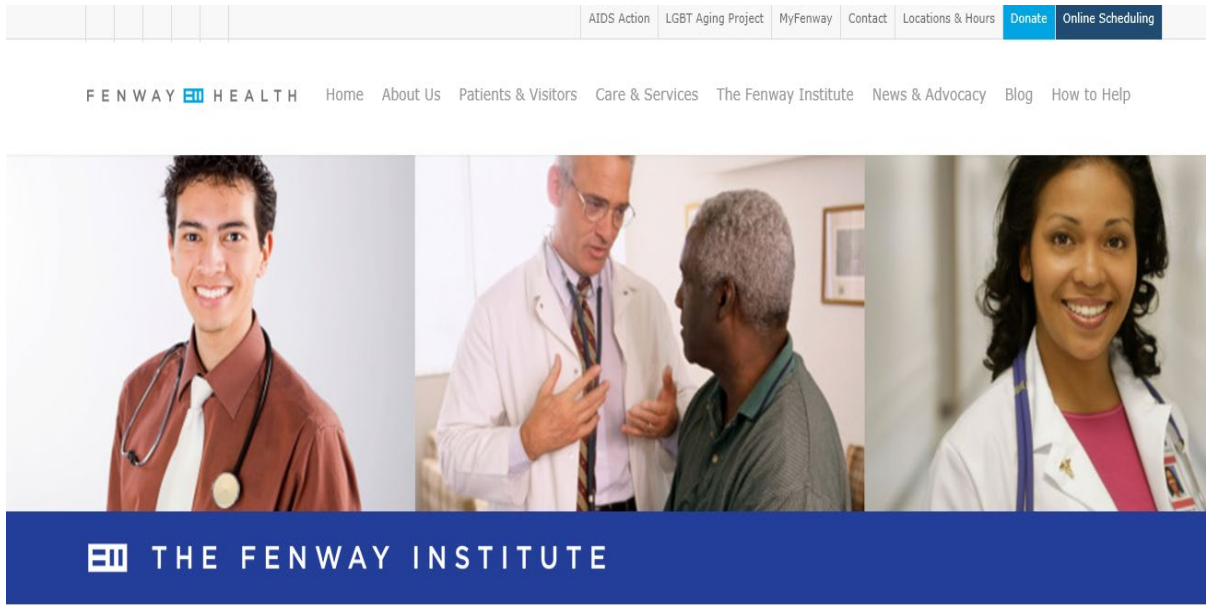 AIDS Action LGBT Aging Project MyFenway Contact Locations & Hours Donate Online Scheduling
FENWAY HEALTH Home About Us Patients & Visitors Care & Services The Fenway Institute News & Advocacy Blog How to Help
THE FENWAY INSTITUTE